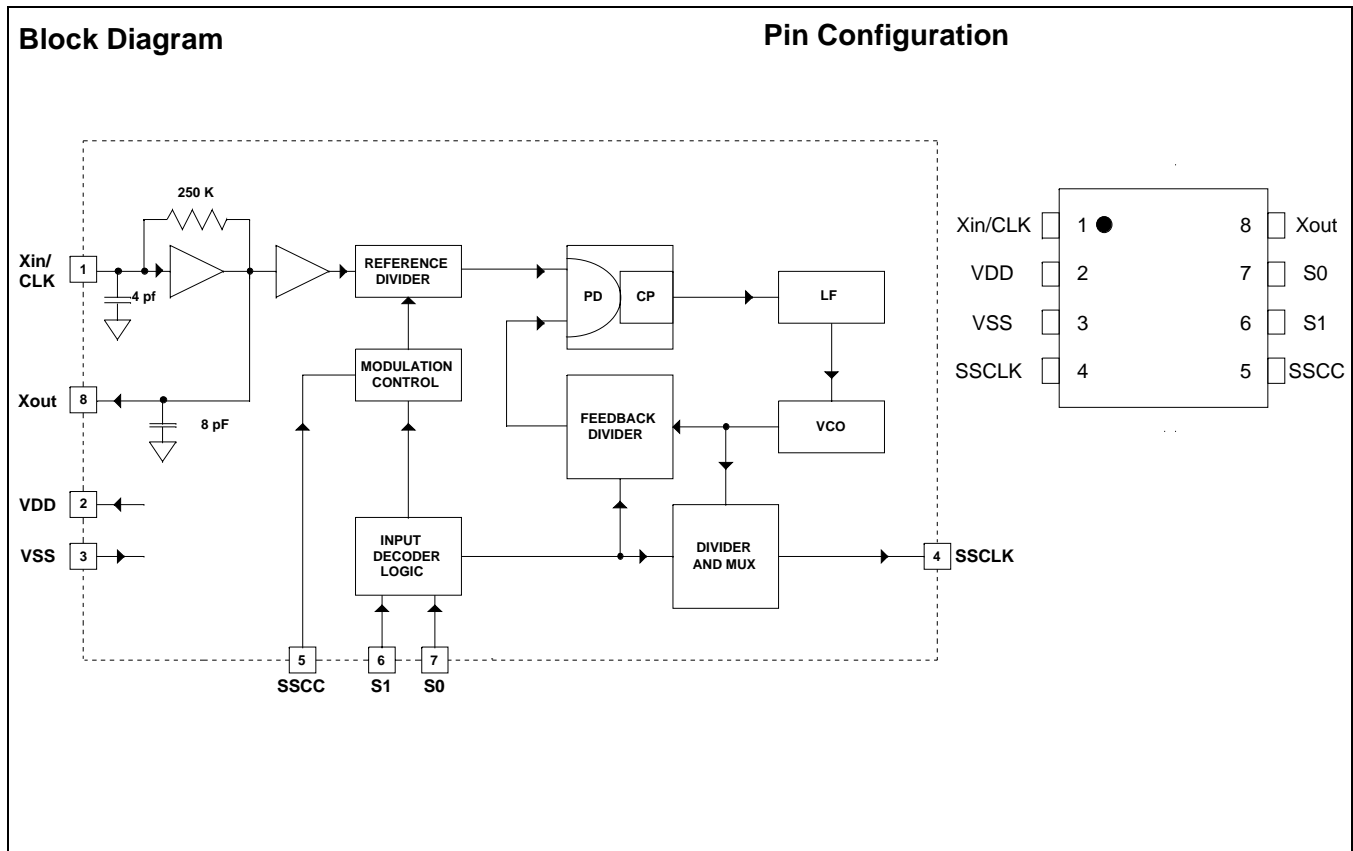 Block Diagram
Pin Configuration
250 K
Xin/
CLK
1
4 pf
REFERENCE
DIVIDER
PD
CP
LF
MODULATION
CONTROL
Xout
8
8 pF
FEEDBACK
DIVIDER
VCO
VDD
2
VSS
3
INPUT
DECODER
LOGIC
DIVIDER
AND MUX
4
SSCLK
5
6
7
SSCC
S1
S0
Xin/CLK
1
8
Xout
VDD
2
7
S0
VSS
3
6
S1
SSCLK
4
5
SSCC